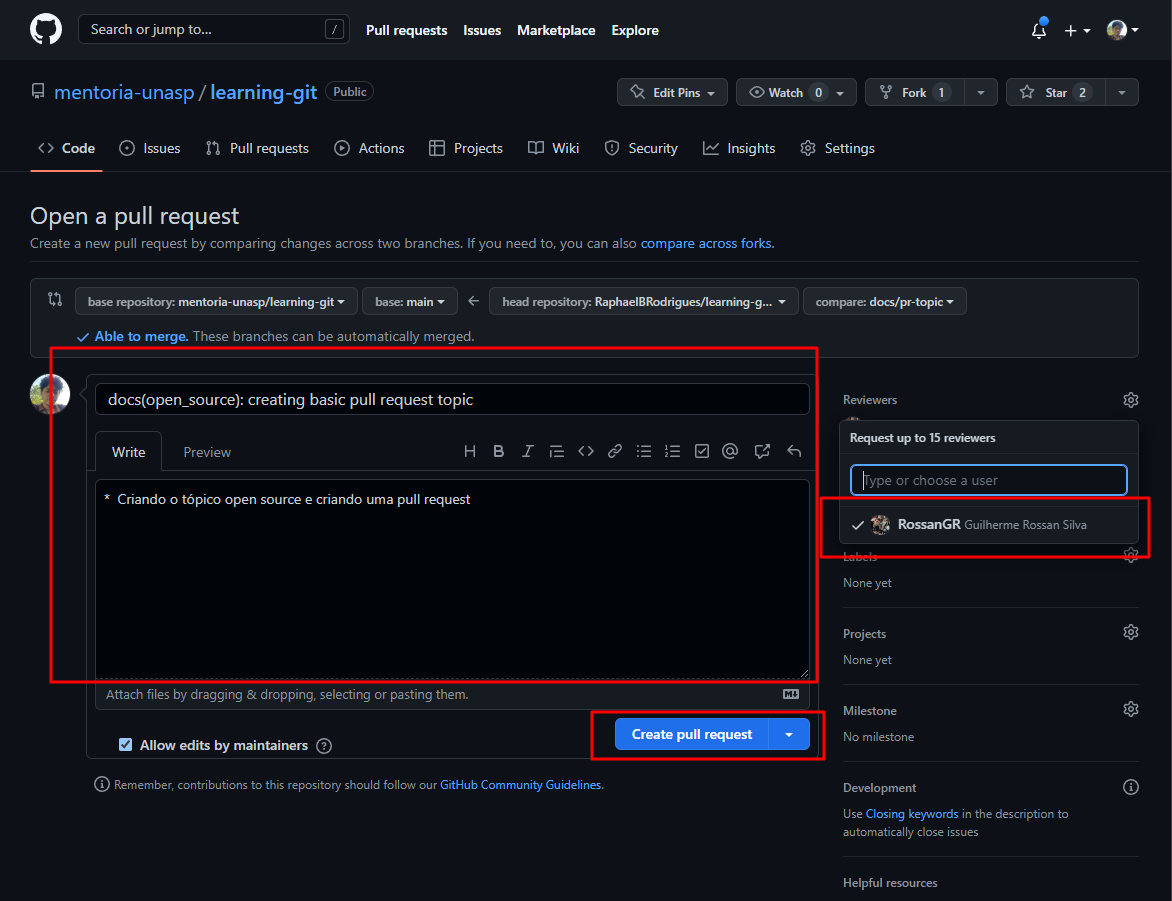 Search or jump to... /
Pull requests Issues Marketplace Explore
mentoria-unasp / learning-git Public
Edit Pins Watch 0 Fork 1 Star 2
Code Issues Pull requests Actions Projects Wiki Security Insights Settings
Open a pull request
Create a new pull request by comparing changes across two branches. If you need to, you can also compare across forks.
base repository: mentoria-unasp/learning-git base: main ← head repository: RaphaelBRodrigues/learning-g... compare: docs/pr-topic
Able to merge. These branches can be automatically merged.
docs(open_source): creating basic pull request topic
Write Preview
* Criando o tópico open source e criando uma pull request
Attach files by dragging & dropping, selecting or pasting them.
Allow edits by maintainers
Create pull request
Remember, contributions to this repository should follow our GitHub Community Guidelines.
Reviewers
Request up to 15 reviewers
Type or choose a user
RossanGR Guilherme Rossan Silva
Labels
None yet
Projects
None yet
Milestone
No milestone
Development
Use Closing keywords in the description to
automatically close issues
Helpful resources